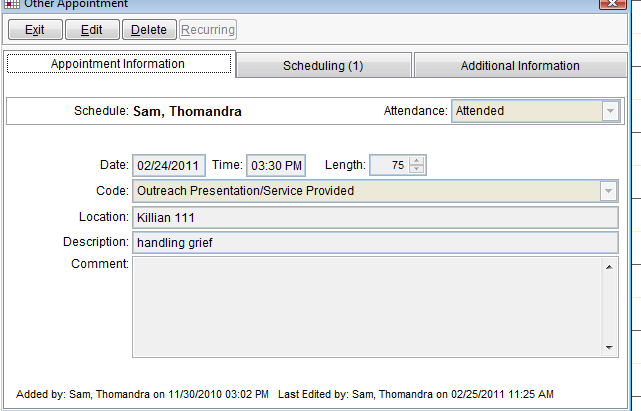 Other Appointment
Exit Edit Delete Recurring
Appointment Information Scheduling (1) Additional Information
Schedule: Sam, Thomandra Attendance: Attended
Date: 02/24/2011 Time: 03:30 PM Length: 75
Code: Outreach Presentation/Service Provided
Location: Killian 111
Description: handling grief
Comment:
Added by: Sam, Thomandra on 11/30/2010 03:02 PM Last Edited by: Sam, Thomandra on 02/25/2011 11:25 AM